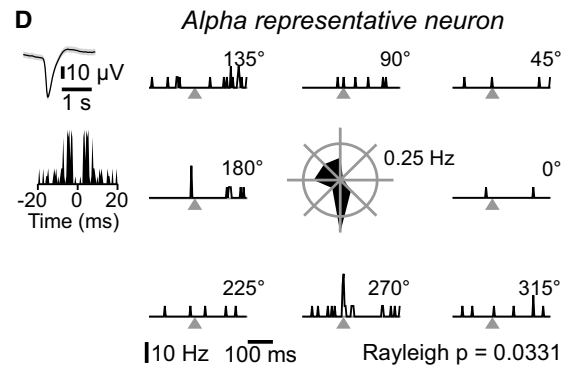 D
Alpha representative neuron
10 µV
1 s
135°
90°
45°
180°
0.25 Hz
0°
-20 0 20
Time (ms)
225°
270°
315°
10 Hz 100 ms
Rayleigh p = 0.0331